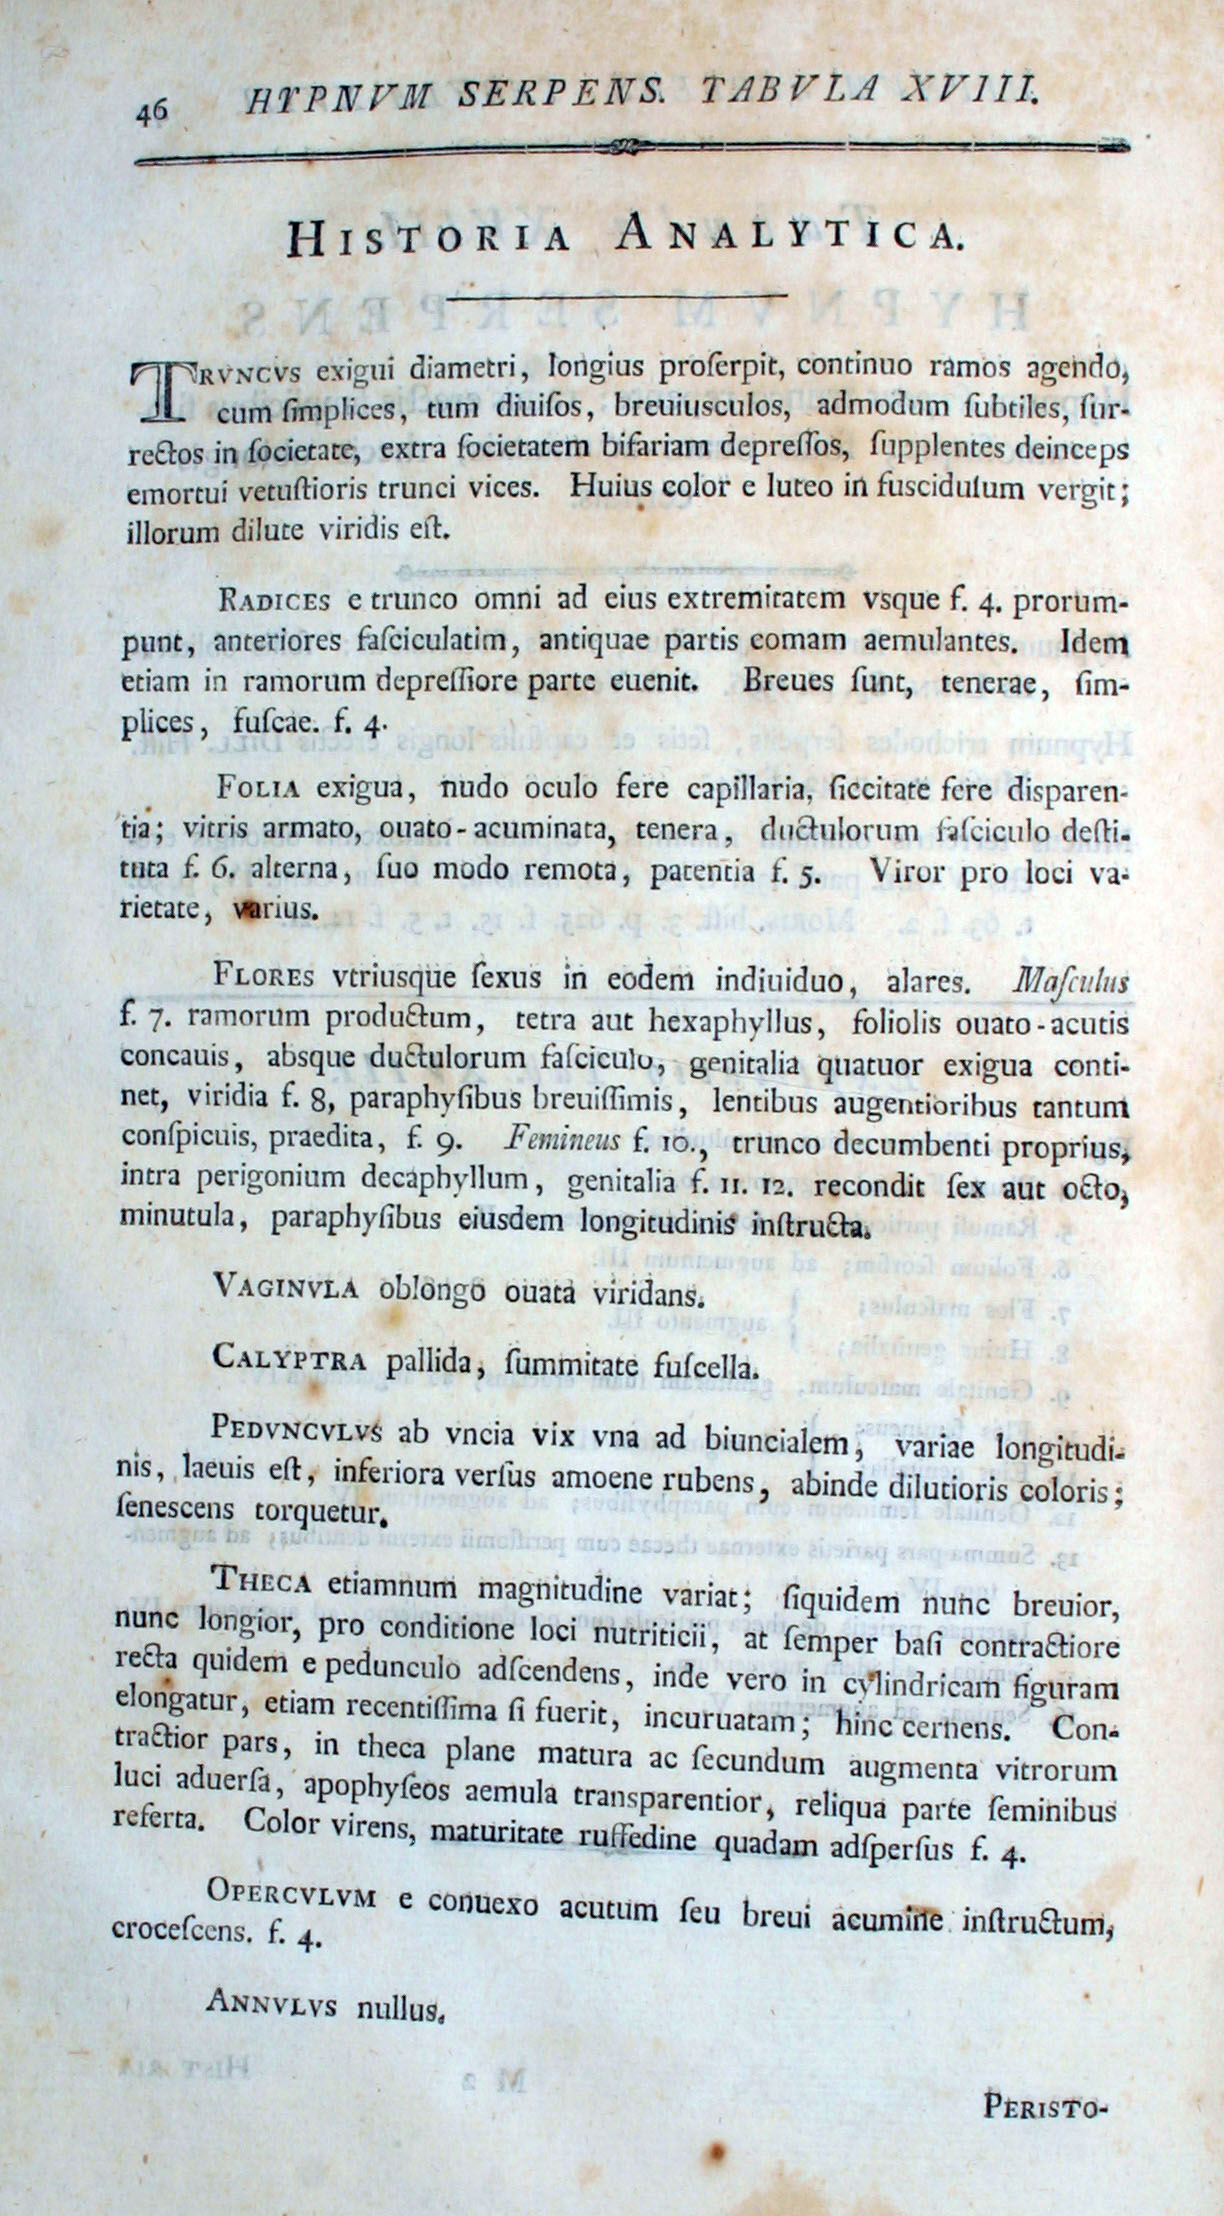 46 HYPNVM SERPENS. TABVLA XVIII.
HISTORIA ANALYTICA.
TRVNCVS exigui diametri, longius proſerpit, continuo ramos agendo,
cum ſimplices, tum diuiſos, breuiusculos, admodum ſubtiles, ſur-
rectos in ſocietate, extra ſocietatem bifariam depreſſos, ſupplentes deinceps
emortui vetuſtioris trunci vices. Huius color e luteo in fuscidulum vergit;
illorum dilute viridis eſt.
RADICES e trunco omni ad eius extremitatem vsque f. 4. prorum-
punt, anteriores faſciculatim, antiquae partis comam aemulantes. Idem
etiam in ramorum depreſſiore parte euenit. Breues ſunt, tenerae, ſim-
plices, fuſcae. f. 4.
FOLIA exigua, nudo oculo fere capillaria, ſiccitate fere disparen-
tia; vitris armato, ouato-acuminata, tenera, ductulorum faſciculo deſti-
tuta f. 6. alterna, ſuo modo remota, patentia f. 5. Viror pro loci va-
rietate, varius.
FLORES vtriusque ſexus in eodem indiuiduo, alares. Maſculus
f. 7. ramorum productum, tetra aut hexaphyllus, foliolis ouato-acutis
concauis, absque ductulorum faſciculo, genitalia quatuor exigua conti-
net, viridia f. 8, paraphyſibus breuiſſimis, lentibus augentioribus tantum
conſpicuis, praedita, f. 9. Femineus f. 10., trunco decumbenti proprius,
intra perigonium decaphyllum, genitalia f. 11. 12. recondit ſex aut octo,
minutula, paraphyſibus eiusdem longitudinis inſtructa.
VAGINVLA oblongo ouata viridans.
CALYPTRA pallida, ſummitate fuſcella.
PEDVNCVLVS ab vncia vix vna ad biuncialem, variae longitudi-
nis, laeuis eſt, inferiora verſus amoene rubens, abinde dilutioris coloris;
ſenescens torquetur.
THECA etiamnum magnitudine variat; ſiquidem nunc breuior,
nunc longior, pro conditione loci nutriticii, at ſemper baſi contractiore
recta quidem e pedunculo adſcendens, inde vero in cylindricam figuram
elongatur, etiam recentiſſima ſi fuerit, incuruatam; hinc cernens. Con-
tractior pars, in theca plane matura ac ſecundum augmenta vitrorum
luci aduerſa, apophyſeos aemula transparentior, reliqua parte ſeminibus
referta. Color virens, maturitate ruffedine quadam adſperſus f. 4.
OPERCVLVM e conuexo acutum ſeu breui acumine inſtructum,
croceſcens. f. 4.
ANNVLVS nullus.
PERISTO-